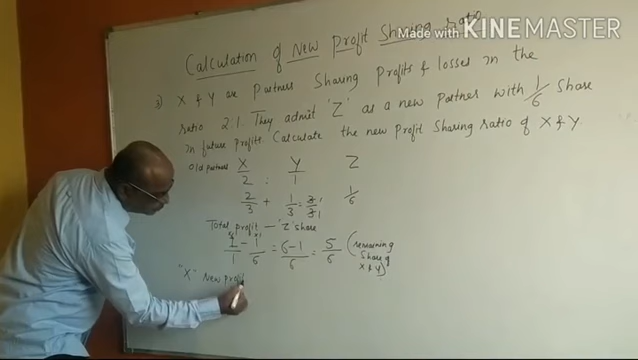 Made with KINEMASTER
Calculation of New Profit Sharing ratio
3) X & Y are Partners Sharing Profits & losses in the
ratio 2:1. They admit 'Z' as a new Partner with 1/6 Share
in future profits. Calculate the new Profit Sharing ratio of X & Y
Old partners X Y Z
2 : 1
2/3 + 1/3 = 3/3 1 1/6
Total profit - 'Z' share
1/1 - 1/6 = 6-1/6 = 5/6 (remaining
Share of
X & Y)
"X" New profit